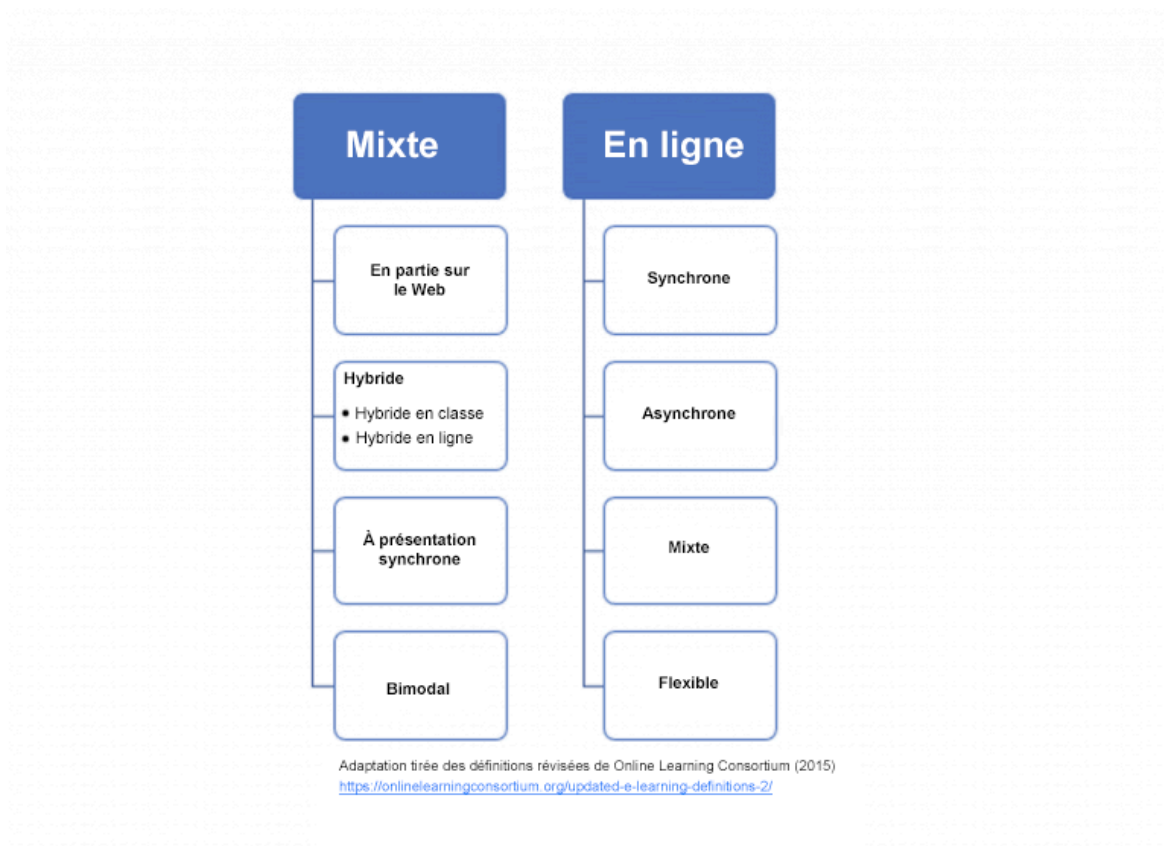 Mixte
En partie sur
le Web
Hybride
• Hybride en classe
• Hybride en ligne
À présentation
synchrone
Bimodal
En ligne
Synchrone
Asynchrone
Mixte
Flexible
Adaptation tirée des définitions révisées de Online Learning Consortium (2015)
https://onlinelearningconsortium.org/updated-e-learning-definitions-2/